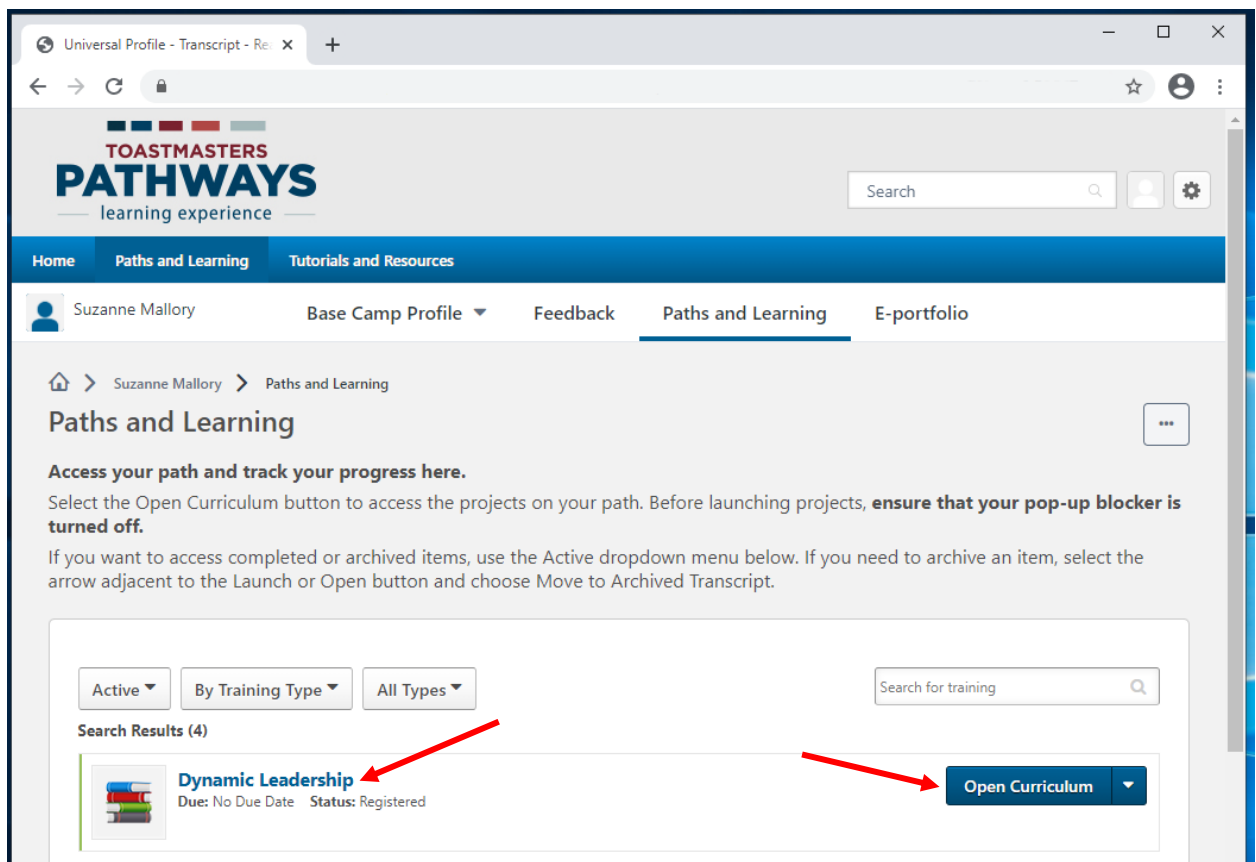 Universal Profile - Transcript - Re
TOASTMASTERS
PATHWAYS
learning experience
Search
Home Paths and Learning Tutorials and Resources
Suzanne Mallory Base Camp Profile Feedback Paths and Learning E-portfolio
Suzanne Mallory Paths and Learning
Paths and Learning
Access your path and track your progress here.
Select the Open Curriculum button to access the projects on your path. Before launching projects, ensure that your pop-up blocker is
turned off.
If you want to access completed or archived items, use the Active dropdown menu below. If you need to archive an item, select the
arrow adjacent to the Launch or Open button and choose Move to Archived Transcript.
Active By Training Type All Types Search for training
Search Results (4)
Dynamic Leadership
Due: No Due Date Status: Registered
Open Curriculum